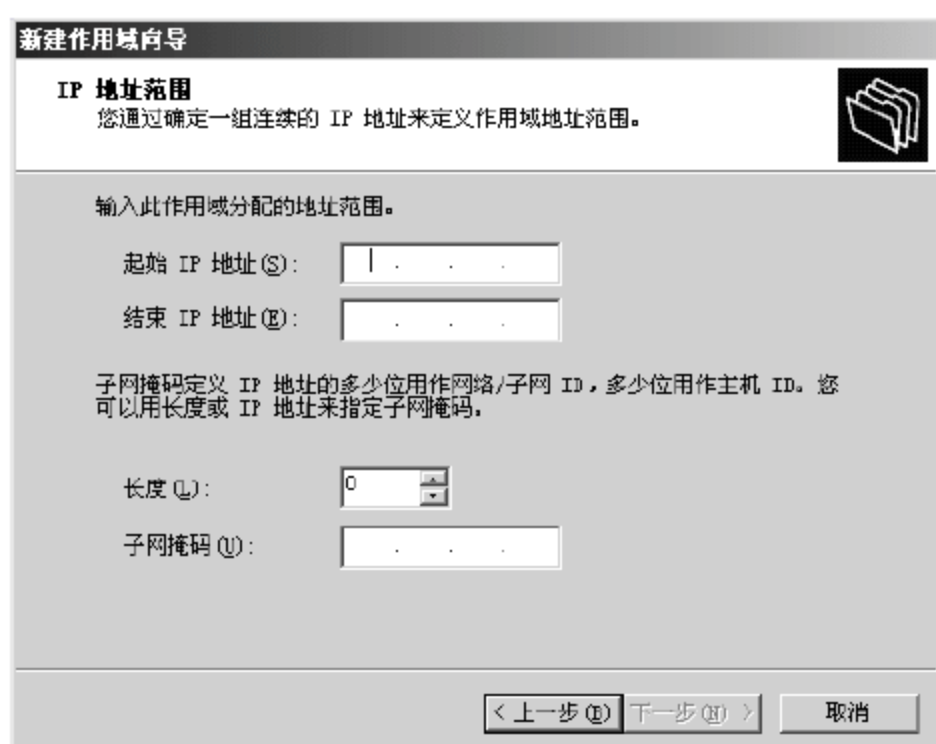 新建作用域向导
IP 地址范围
您通过确定一组连续的 IP 地址来定义作用域地址范围。
输入此作用域分配的地址范围。
起始 IP 地址(S):
结束 IP 地址(E):
子网掩码定义 IP 地址的多少位用作网络/子网 ID，多少位用作主机 ID。您
可以用长度或 IP 地址来指定子网掩码。
长度(L): 0
子网掩码(U):
< 上一步(B) 下一步(N) > 取消